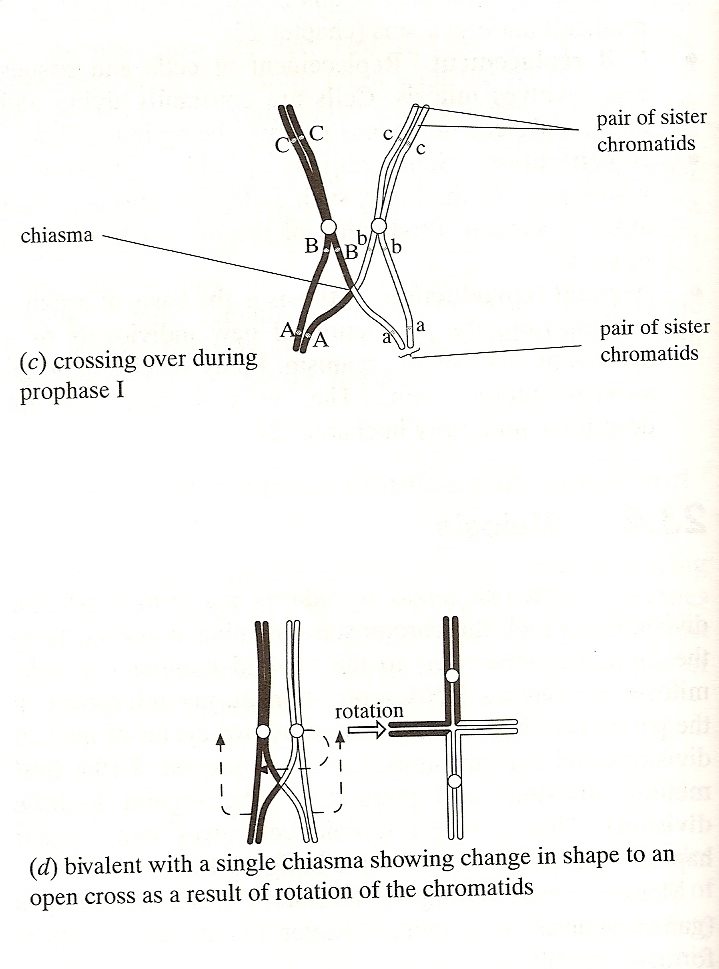 C C
c c
pair of sister
chromatids
chiasma
B B
b b
A A
a a
pair of sister
chromatids
(c) crossing over during
prophase I
rotation
(d) bivalent with a single chiasma showing change in shape to an
open cross as a result of rotation of the chromatids